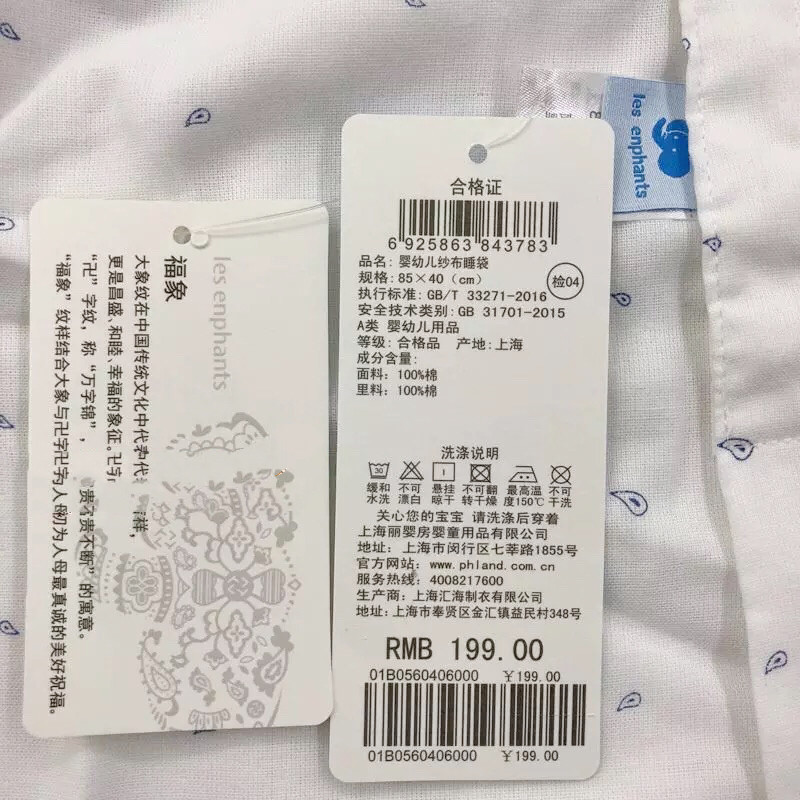 les enphants
合格证
6 925863 843783
品名: 婴幼儿纱布睡袋
规格: 85×40 (cm)
检04
执行标准: GB/T 33271-2016
安全技术类别: GB 31701-2015
A类 婴幼儿用品
等级: 合格品 产地: 上海
成分含量:
面料: 100%棉
里料: 100%棉
洗涤说明
30
缓和水洗
不可漂白
悬挂晾干
不可翻转干燥
最高温度150℃
不可干洗
关心您的宝宝 请洗涤后穿着
上海丽婴房婴童用品有限公司
地址: 上海市闵行区七莘路1855号
官方网站: www.phland.com.cn
服务热线: 4008217600
生产商: 上海汇海制衣有限公司
地址: 上海市奉贤区金汇镇益民村348号
RMB 199.00
01B0560406000 ¥199.00
01B0560406000 ¥199.00
les enphants
福象
大象纹在中国传统文化中代表
更是昌盛、和睦、幸福的象征。
“卍”字纹，称“万字锦”，
不断”的寓意。
“福象”纹样结合大象与卍字
为人母最真诚的美好祝福。